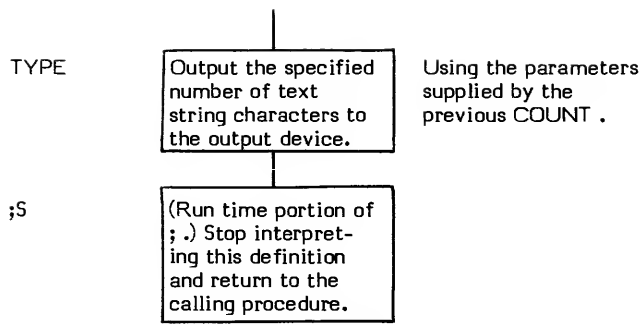 TYPE
Output the specified
number of text
string characters to
the output device.
Using the parameters
supplied by the
previous COUNT .
;S
(Run time portion of
; .) Stop interpret-
ing this definition
and return to the
calling procedure.